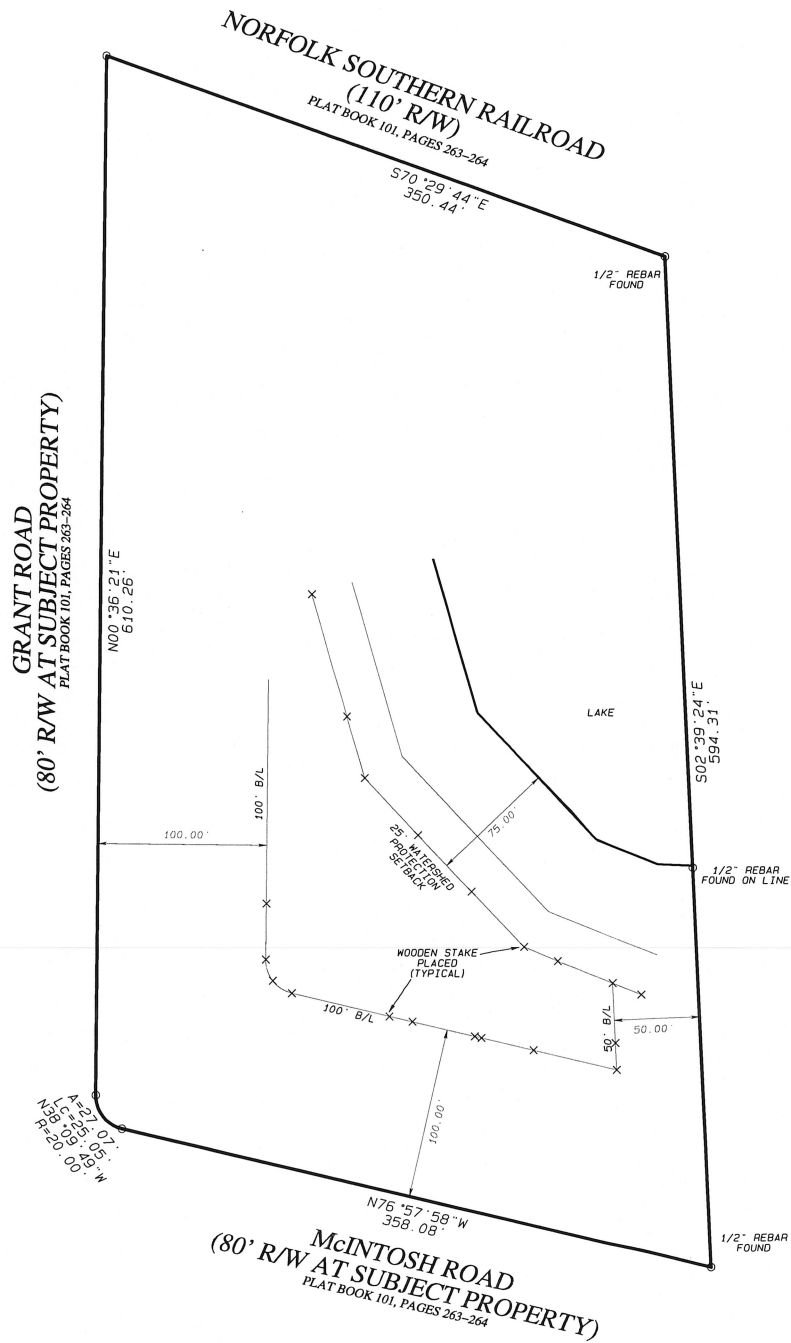 NORFOLK SOUTHERN RAILROAD
(110' R/W)
PLAT BOOK 101, PAGES 263-264
S70°29'44"E
350.44'
1/2" REBAR
FOUND
GRANT ROAD
(80' R/W AT SUBJECT PROPERTY)
PLAT BOOK 101, PAGES 263-264
N00°36'21"E
610.26'
LAKE
S02°39'24"E
594.31'
100' B/L
100.00'
75.00'
25' WATERSHED
PROTECTION
SETBACK
1/2" REBAR
FOUND ON LINE
WOODEN STAKE
PLACED
(TYPICAL)
100' B/L
50' B/L
50.00'
100.00'
A=27.07'
LC=25.05'
N38°09'49"W
R=20.00'
N76°57'58"W
358.08'
1/2" REBAR
FOUND
McINTOSH ROAD
(80' R/W AT SUBJECT PROPERTY)
PLAT BOOK 101, PAGES 263-264